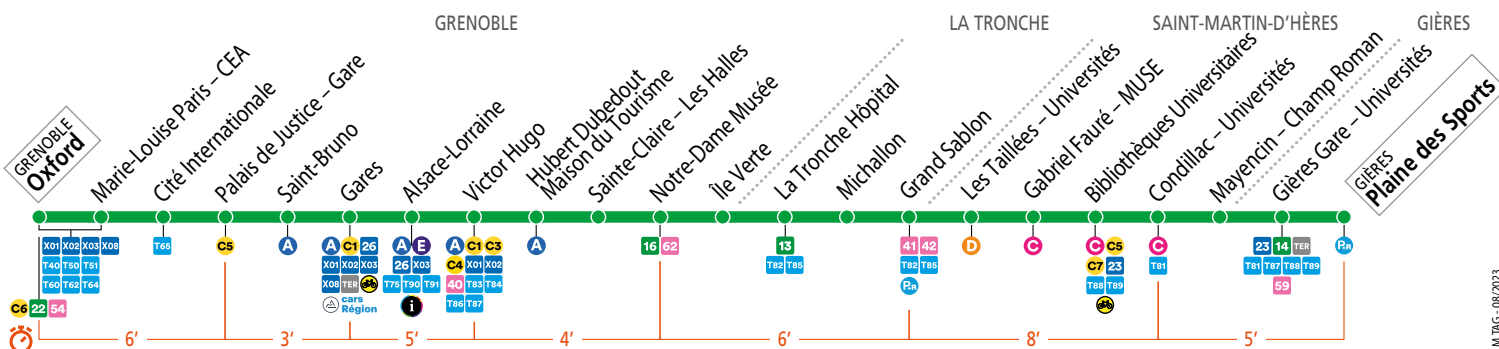 GRENOBLE
LA TRONCHE
SAINT-MARTIN-D'HÈRES
GIÈRES
GRENOBLE
Oxford
Marie-Louise Paris – CEA
Cité Internationale
Palais de Justice – Gare
Saint-Bruno
Gares
Alsace-Lorraine
Victor Hugo
Hubert Dubedout
Maison du Tourisme
Sainte-Claire – Les Halles
Notre-Dame Musée
Île Verte
La Tronche Hôpital
Michallon
Grand Sablon
Les Taillées – Universités
Gabriel Fauré – MUSE
Bibliothèques Universitaires
Condillac – Universités
Mayencin – Champ Roman
Gières Gare – Universités
GIÈRES
Plaine des Sports
X01 X02 X03 X08
T40 T50 T51
T60 T62 T64
C6 22 54
T65
C5
A
A C1 26
X01 X02 X03
X08 TER
cars
Région
A E
26 X03
T75 T90 T91
i
A C1 C3
C4 X01 X02
40 T83 T84
T86 T87
A
16 62
13
T82 T85
41 42
T82 T85
P+R
D
C
C C5
C7 23
T88 T89
C
T81
23 14 TER
T81 T87 T88 T89
59
P+R
6' 3' 5' 4' 6' 8' 5'
M TAG - 08/2023